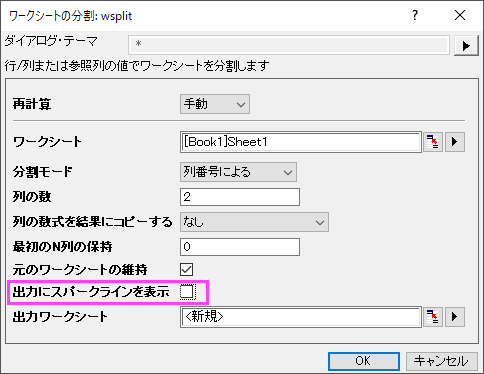 ワークシートの分割: wsplit
ダイアログ・テーマ *
行/列または参照列の値でワークシートを分割します
再計算 手動
ワークシート [Book1]Sheet1
分割モード 列番号による
列の数 2
列の数式を結果にコピーする なし
最初のN列の保持 0
元のワークシートの維持
出力にスパークラインを表示
出力ワークシート <新規>
OK キャンセル